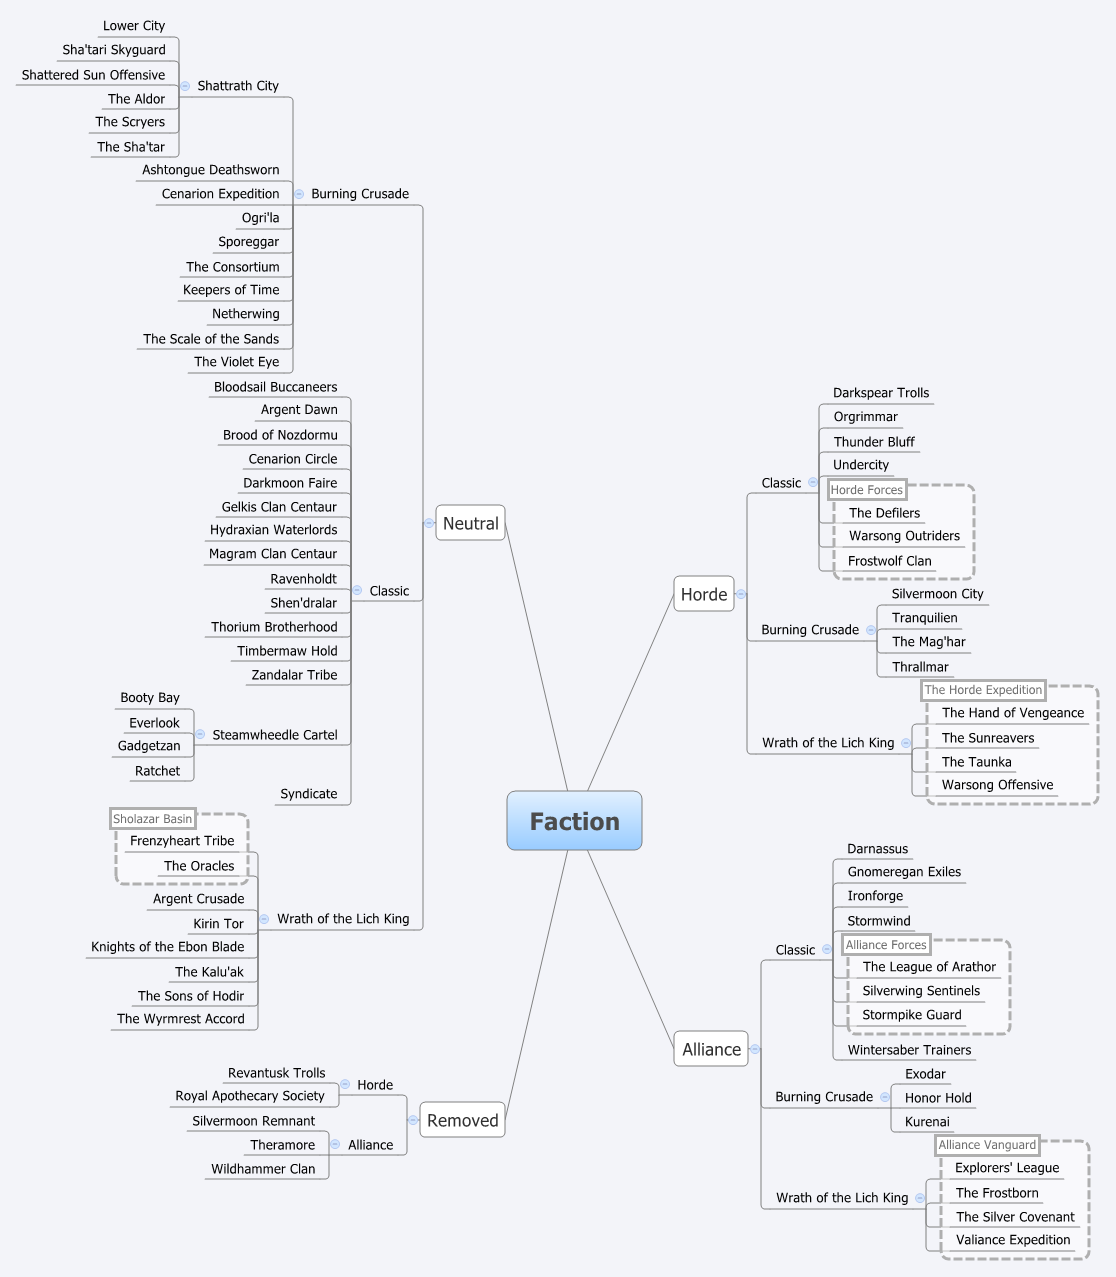 Lower City
Sha'tari Skyguard
Shattered Sun Offensive
The Aldor
The Scryers
The Sha'tar
Shattrath City
Ashtongue Deathsworn
Cenarion Expedition
Ogri'la
Sporeggar
The Consortium
Keepers of Time
Netherwing
The Scale of the Sands
The Violet Eye
Burning Crusade
Bloodsail Buccaneers
Argent Dawn
Brood of Nozdormu
Cenarion Circle
Darkmoon Faire
Gelkis Clan Centaur
Hydraxian Waterlords
Magram Clan Centaur
Ravenholdt
Shen'dralar
Thorium Brotherhood
Timbermaw Hold
Zandalar Tribe
Booty Bay
Everlook
Gadgetzan
Ratchet
Steamwheedle Cartel
Syndicate
Classic
Sholazar Basin
Frenzyheart Tribe
The Oracles
Argent Crusade
Kirin Tor
Knights of the Ebon Blade
The Kalu'ak
The Sons of Hodir
The Wyrmrest Accord
Wrath of the Lich King
Neutral
Revantusk Trolls
Royal Apothecary Society
Horde
Silvermoon Remnant
Theramore
Wildhammer Clan
Alliance
Removed
Faction
Horde
Classic
Darkspear Trolls
Orgrimmar
Thunder Bluff
Undercity
Horde Forces
The Defilers
Warsong Outriders
Frostwolf Clan
Burning Crusade
Silvermoon City
Tranquilien
The Mag'har
Thrallmar
Wrath of the Lich King
The Horde Expedition
The Hand of Vengeance
The Sunreavers
The Taunka
Warsong Offensive
Alliance
Classic
Darnassus
Gnomeregan Exiles
Ironforge
Stormwind
Alliance Forces
The League of Arathor
Silverwing Sentinels
Stormpike Guard
Wintersaber Trainers
Burning Crusade
Exodar
Honor Hold
Kurenai
Wrath of the Lich King
Alliance Vanguard
Explorers' League
The Frostborn
The Silver Covenant
Valiance Expedition